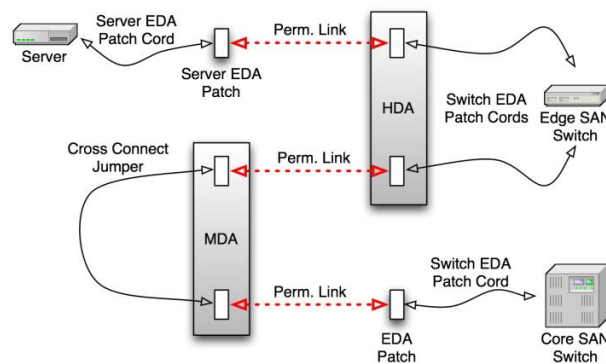 Server EDA
Patch Cord
Perm. Link
Server
Server EDA
Patch
HDA
Switch EDA
Patch Cords
Edge SAN
Switch
Cross Connect
Jumper
Perm. Link
MDA
Perm. Link
Switch EDA
Patch Cord
EDA
Patch
Core SAN
Switch